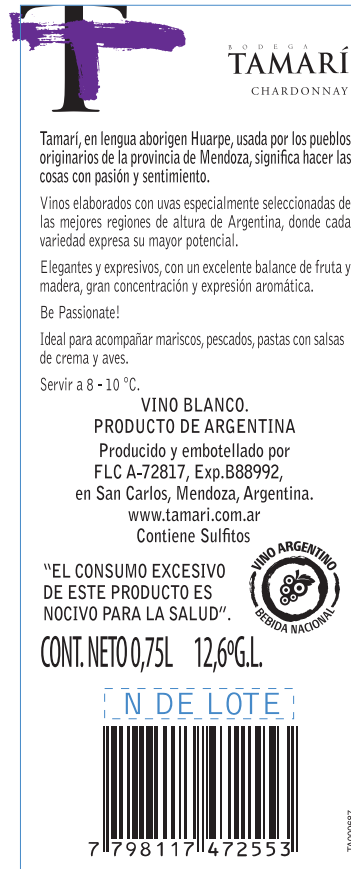 T
BODEGA
TAMARÍ
CHARDONNAY
Tamarí, en lengua aborigen Huarpe, usada por los pueblos
originarios de la provincia de Mendoza, significa hacer las
cosas con pasión y sentimiento.
Vinos elaborados con uvas especialmente seleccionadas de
las mejores regiones de altura de Argentina, donde cada
variedad expresa su mayor potencial.
Elegantes y expresivos, con un excelente balance de fruta y
madera, gran concentración y expresión aromática.
Be Passionate!
Ideal para acompañar mariscos, pescados, pastas con salsas
de crema y aves.
Servir a 8 - 10 °C.
VINO BLANCO.
PRODUCTO DE ARGENTINA
Producido y embotellado por
FLC A-72817, Exp.B88992,
en San Carlos, Mendoza, Argentina.
www.tamari.com.ar
Contiene Sulfitos
VINO ARGENTINO
BEBIDA NACIONAL
"EL CONSUMO EXCESIVO
DE ESTE PRODUCTO ES
NOCIVO PARA LA SALUD".
CONT. NETO 0,75L 12,6ºG.L.
N DE LOTE
7 798117 472553